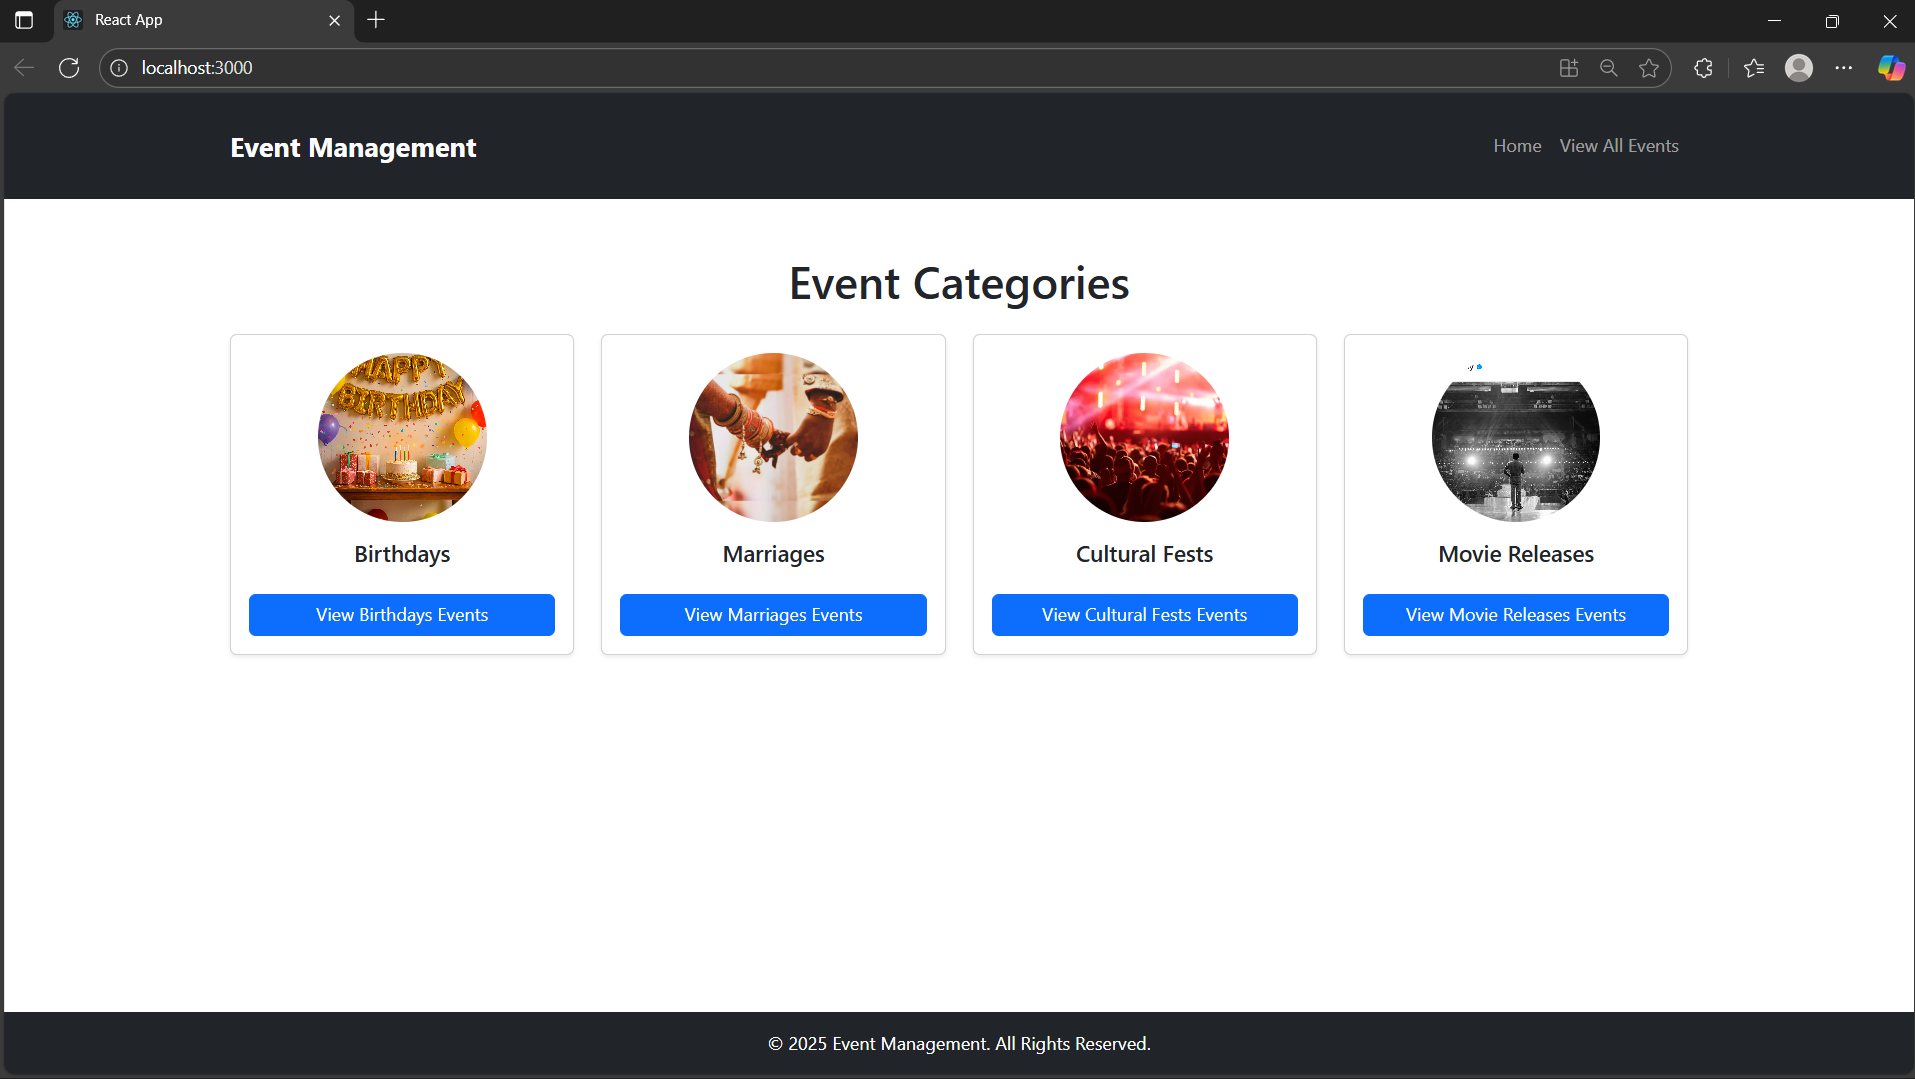 React App
localhost:3000
Event Management
Home View All Events
Event Categories
HAPPY
BIRTHDAY
Birthdays
Marriages
Cultural Fests
Movie Releases
View Birthdays Events
View Marriages Events
View Cultural Fests Events
View Movie Releases Events
© 2025 Event Management. All Rights Reserved.